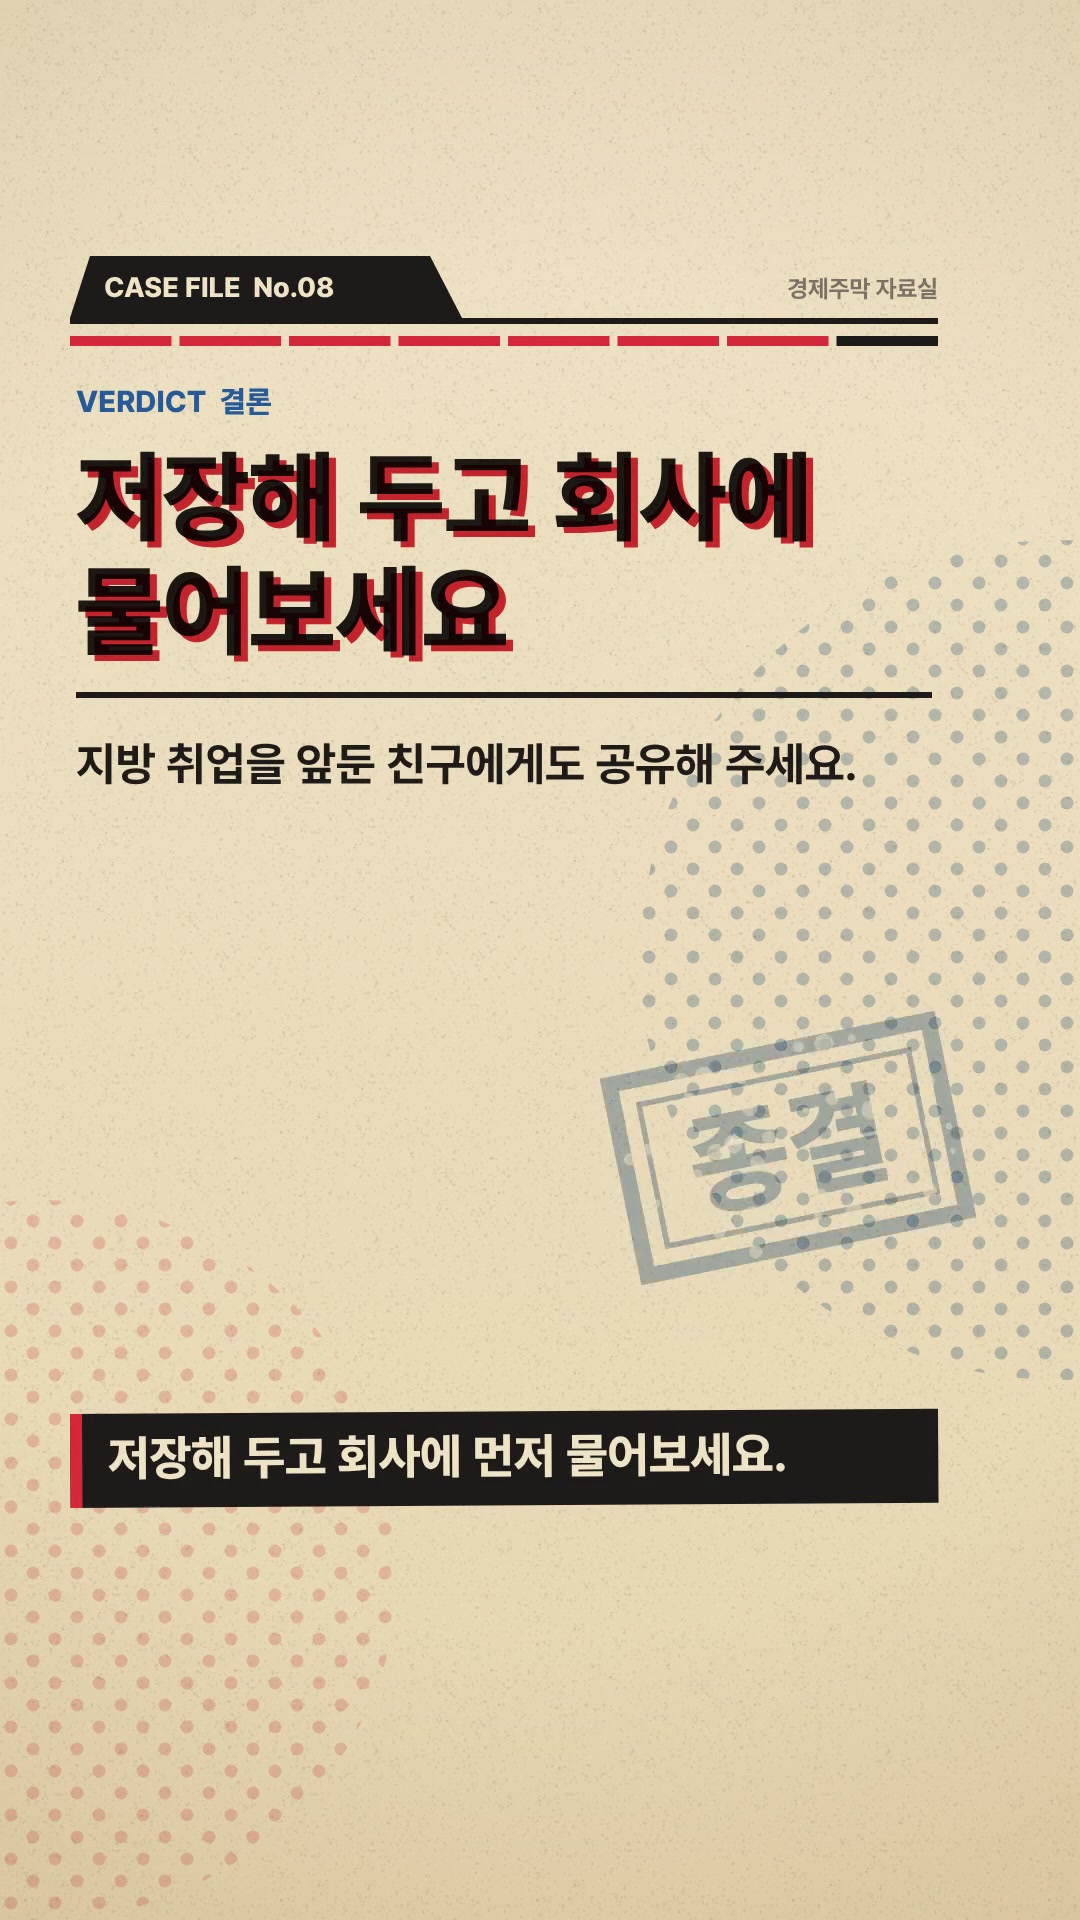 CASE FILE No.08
경제주막 자료실
VERDICT 결론
저장해 두고 회사에
물어보세요
지방 취업을 앞둔 친구에게도 공유해 주세요.
종결
저장해 두고 회사에 먼저 물어보세요.